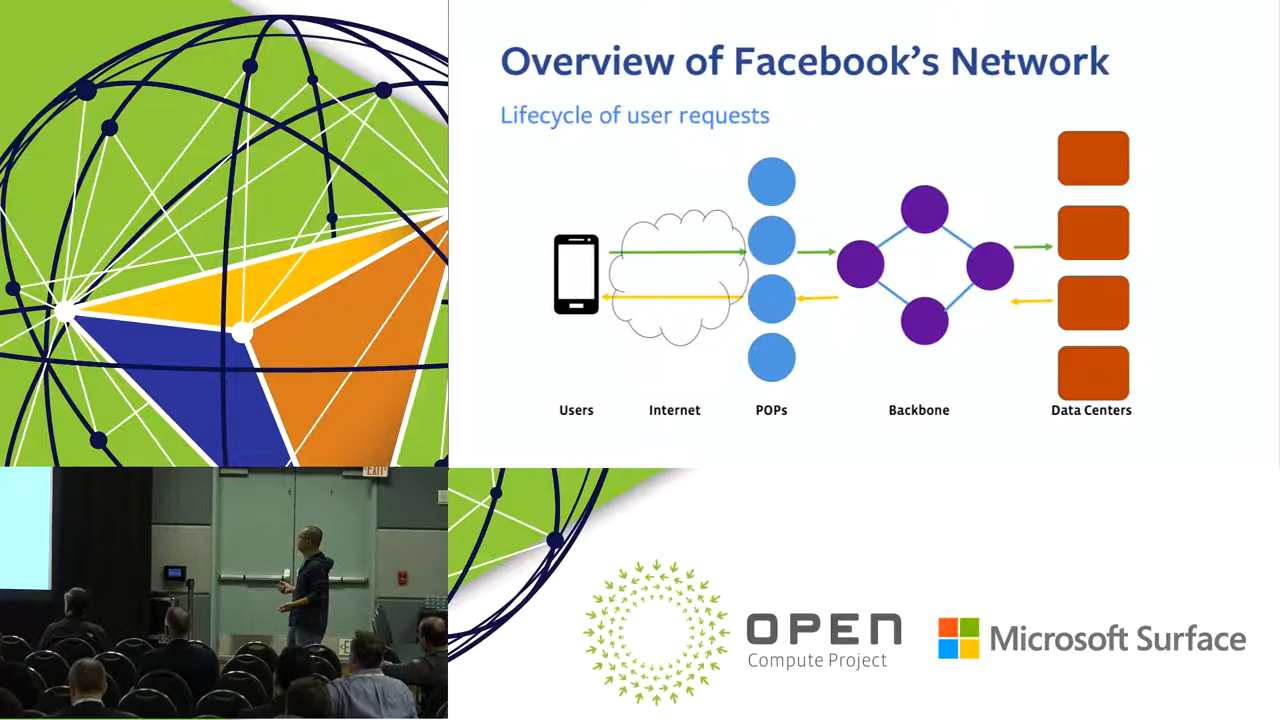 Overview of Facebook's Network
Lifecycle of user requests
Users
Internet
POPs
Backbone
Data Centers
EXIT
OPEN
Compute Project
Microsoft Surface